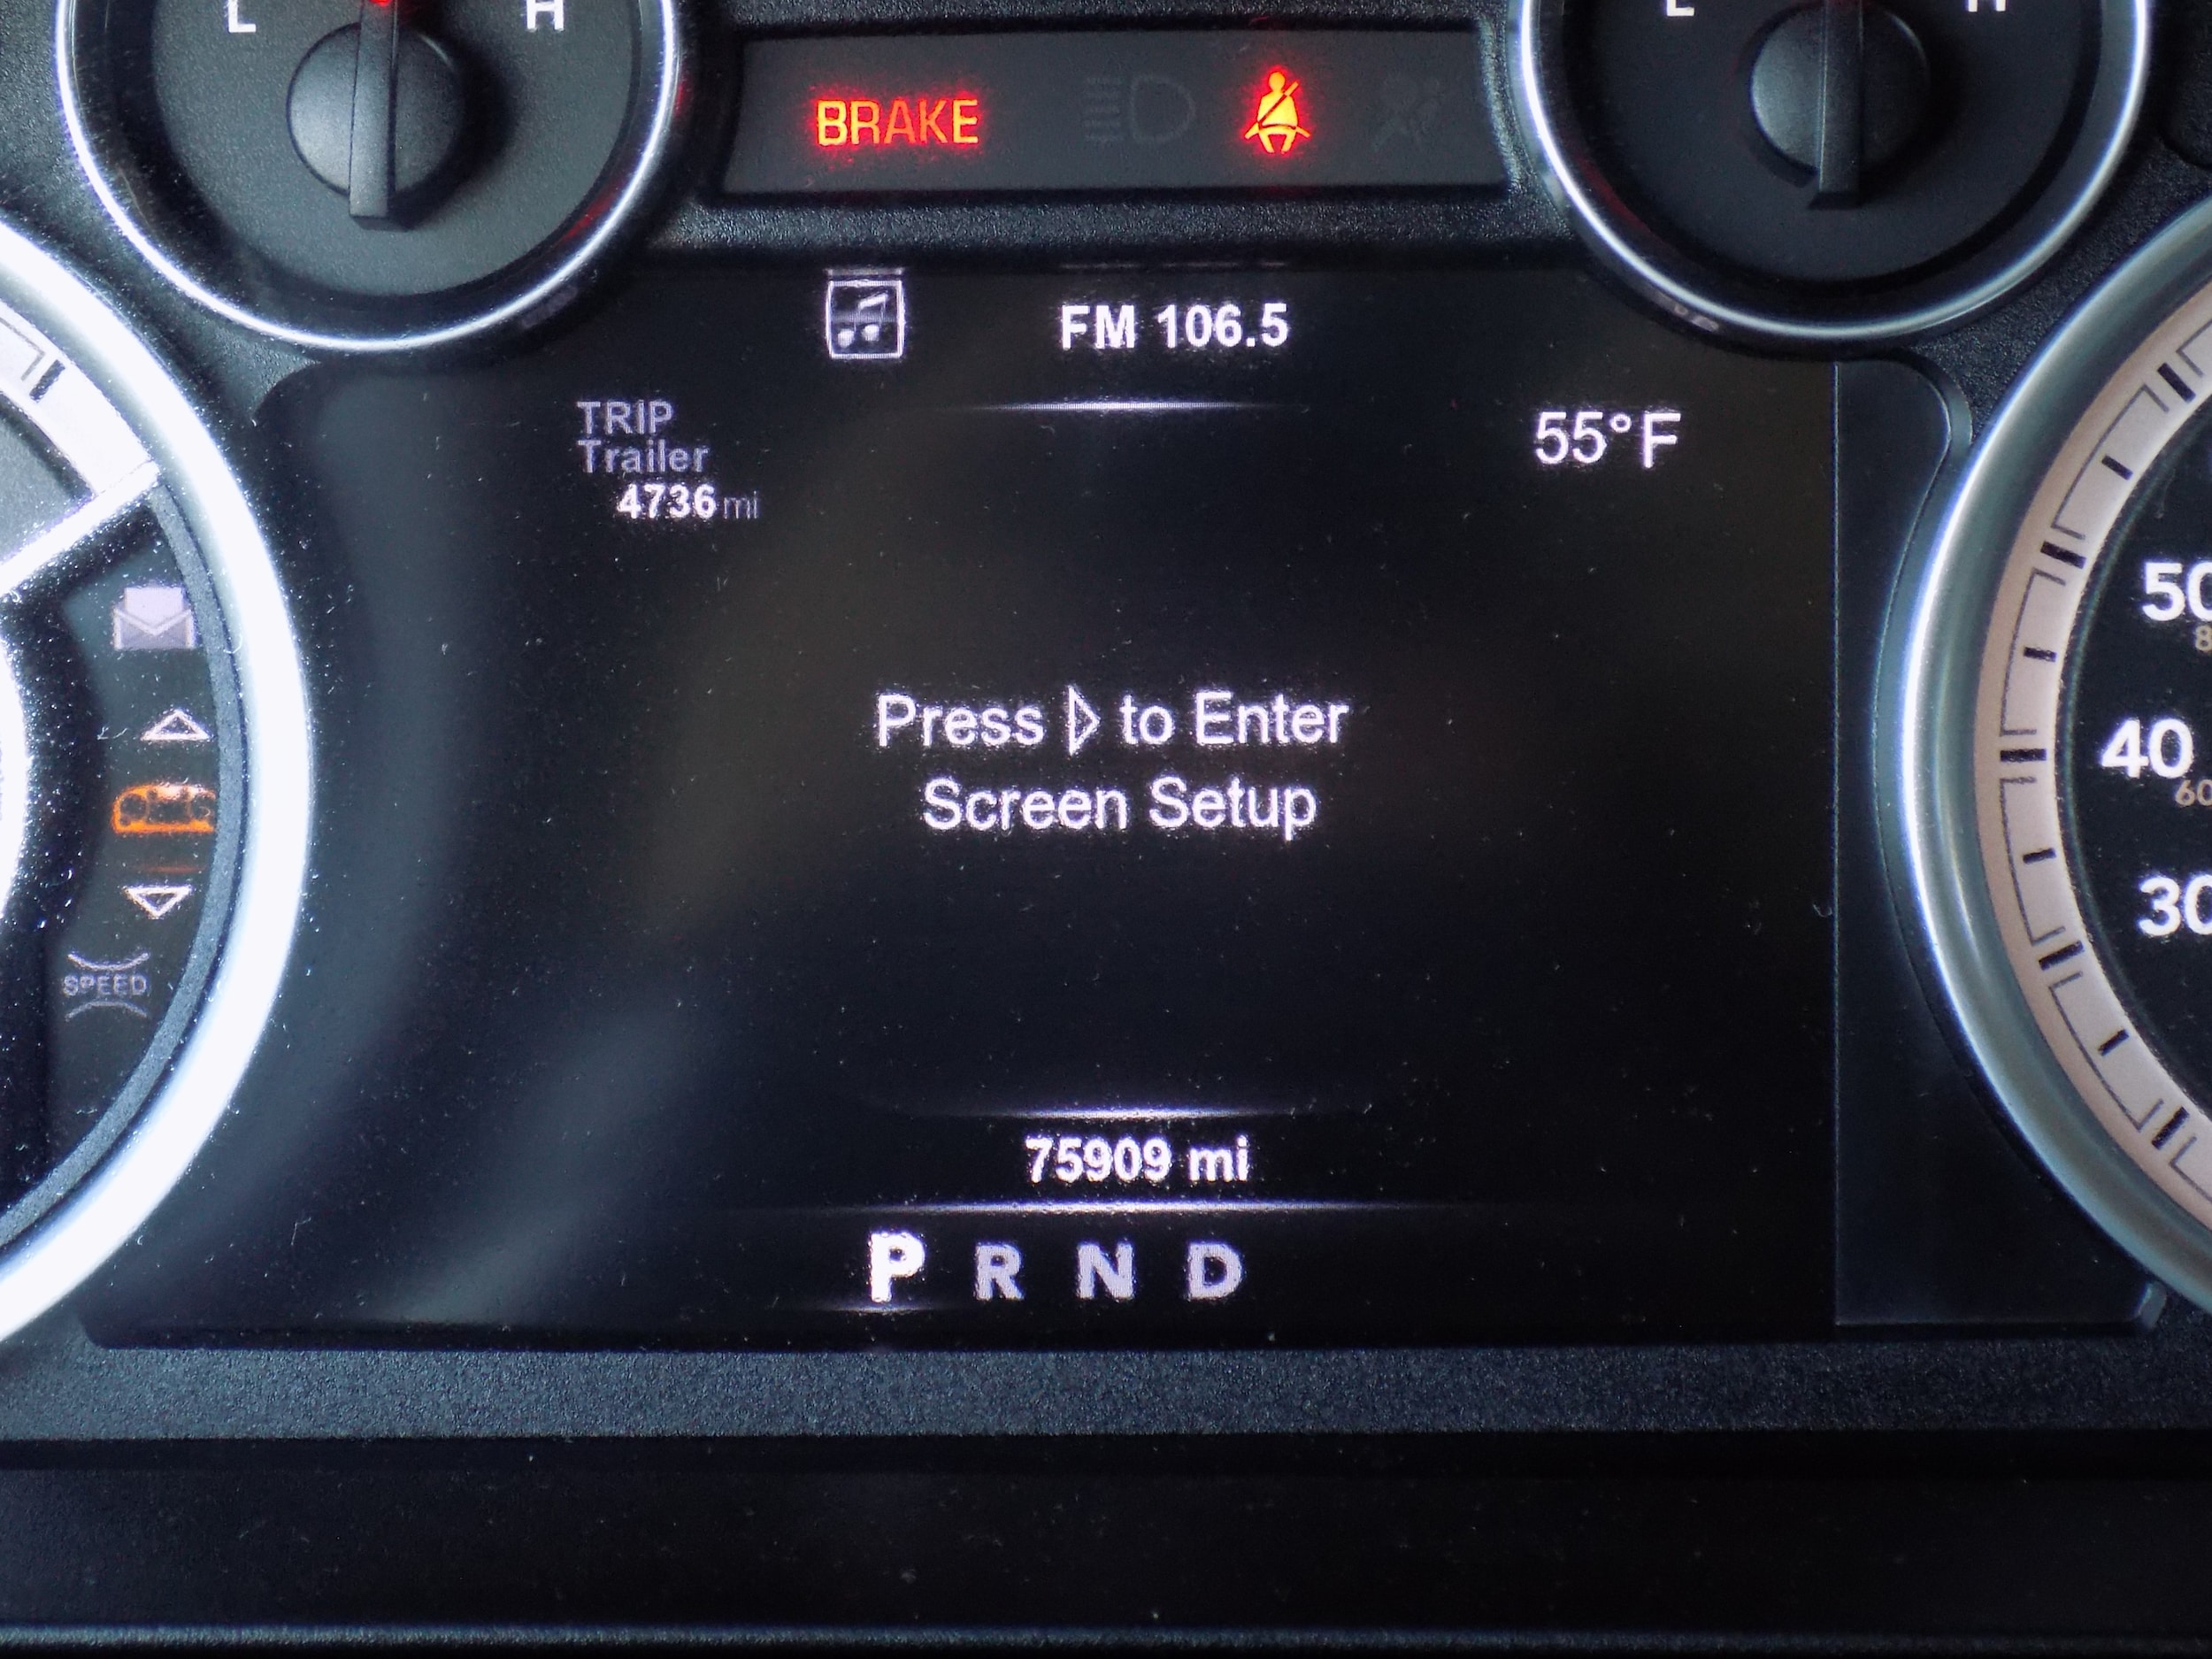 L H
BRAKE
L H
FM 106.5
TRIP
Trailer
4736 mi
55°F
Press ▷ to Enter
Screen Setup
75909 mi
P R N D
SPEED
50
40
60
30